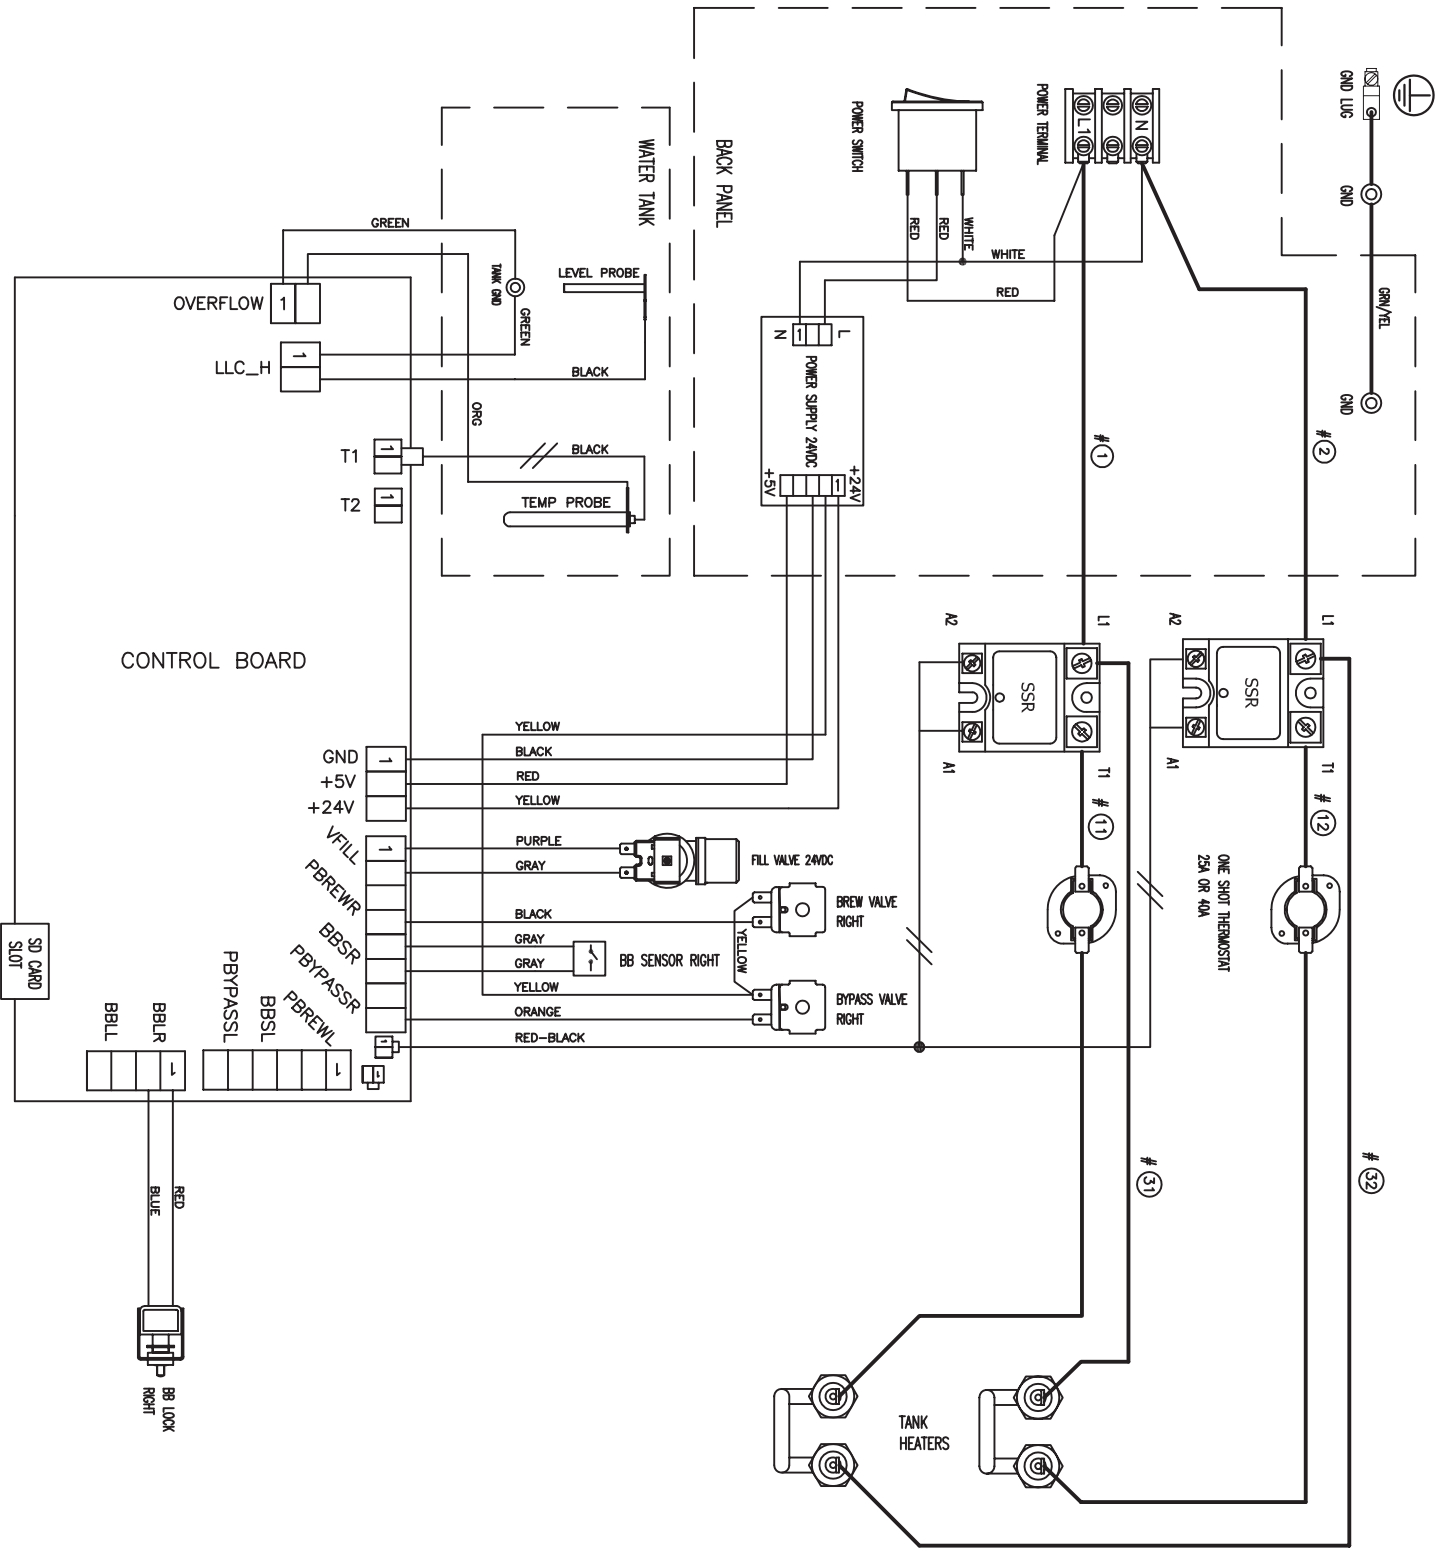 GND LUG
GND
GRN/YEL
GND
POWER TERMINAL
L1
N
POWER SWITCH
BACK PANEL
WATER TANK
RED
RED
WHITE
WHITE
RED
GREEN
TANK GND
LEVEL PROBE
GREEN
OVERFLOW
1
LLC_H
1
BLACK
ORG
T1
1
BLACK
T2
1
TEMP PROBE
N
1
L
POWER SUPPLY 24VDC
+5V
1
+24V
# 1
# 2
A2
L1
A2
L1
SSR
SSR
A1
T1
A1
T1
# 11
# 12
CONTROL BOARD
YELLOW
GND
1
BLACK
+5V
RED
+24V
YELLOW
VFILL
1
PURPLE
GRAY
FILL VALVE 24VDC
PBREWR
BLACK
BREW VALVE
RIGHT
YELLOW
BBSR
GRAY
GRAY
BB SENSOR RIGHT
PBYPASSR
YELLOW
ORANGE
BYPASS VALVE
RIGHT
RED-BLACK
1
1
ONE SHOT THERMOSTAT
25A OR 40A
SD CARD
SLOT
BBLL
BBLR
1
PBYPASSL
BBSL
PBREWL
1
RED
BLUE
BB LOCK
RIGHT
# 31
# 32
TANK
HEATERS